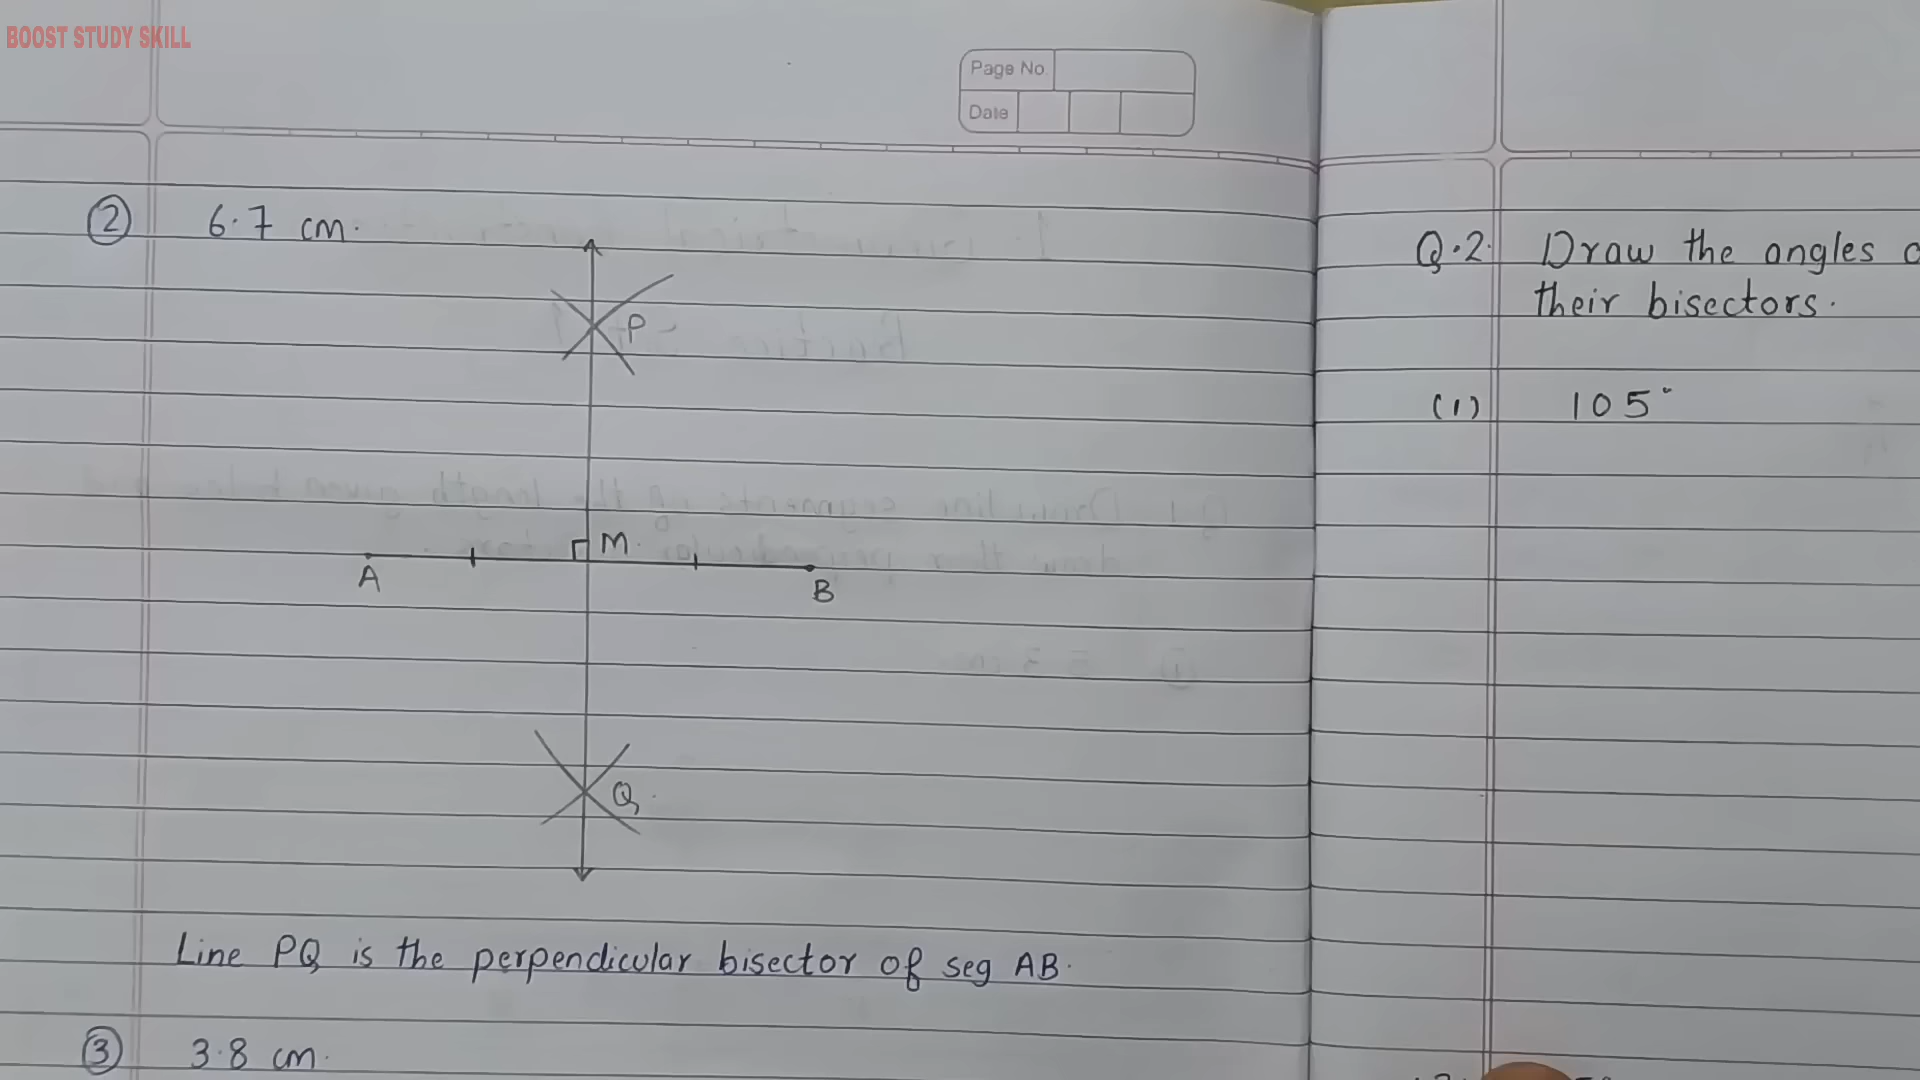 BOOST STUDY SKILL
Page No.
Date
2 6.7 cm.
P
M.
A
B
Q.
Line PQ is the perpendicular bisector of seg AB.
3 3.8 cm.
Q.2. Draw the angles
their bisectors.
(1) 105°